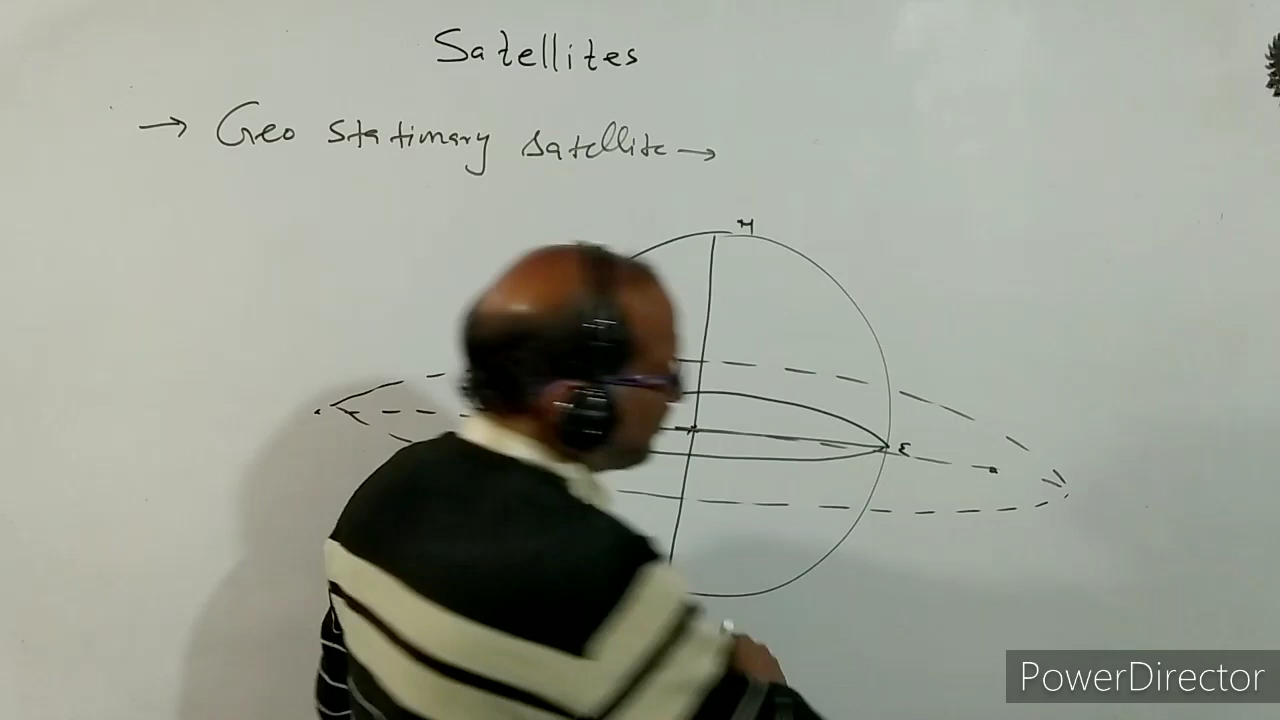 Satellites
→ Geo stationary satellite →
N
E
PowerDirector